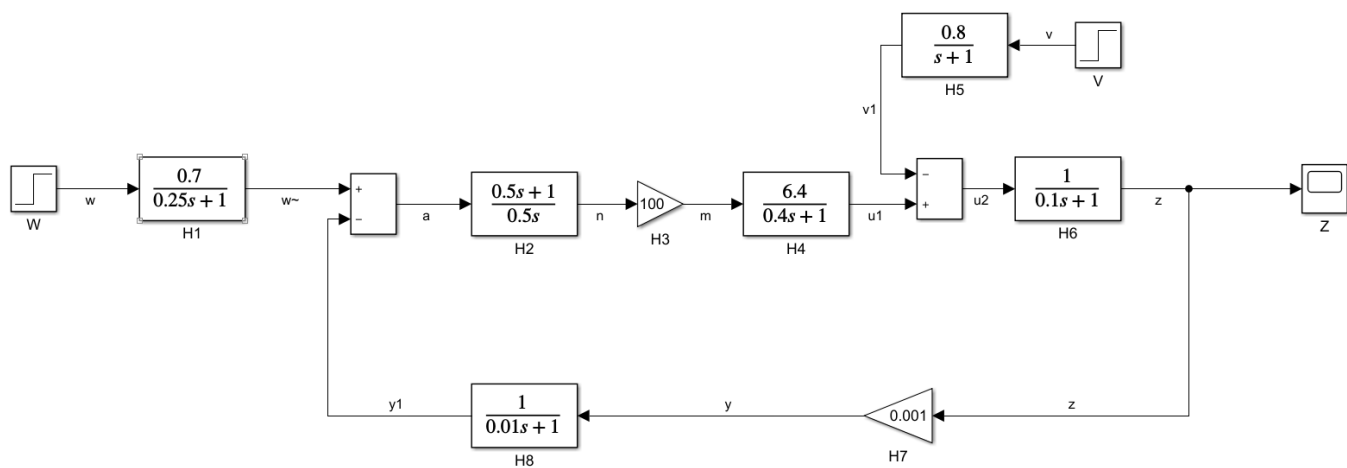 0.8
s + 1
H5
v
V
v1
W
w
0.7
0.25s + 1
H1
w~
+
−
a
0.5s + 1
0.5s
H2
n
100
H3
m
6.4
0.4s + 1
H4
u1
−
+
u2
1
0.1s + 1
H6
z
Z
y1
1
0.01s + 1
H8
y
0.001
H7
z